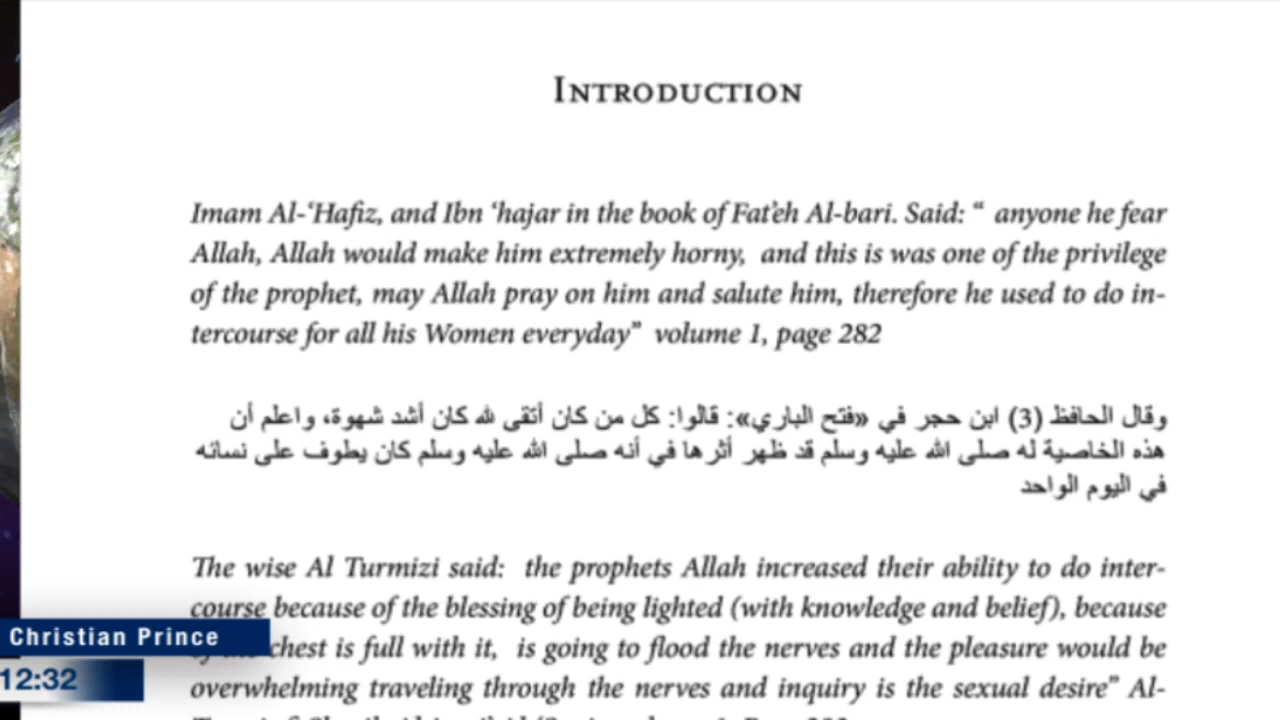 INTRODUCTION
Imam Al-‘Hafiz, and Ibn ‘hajar in the book of Fat’eh Al-bari. Said: “ anyone he fear
Allah, Allah would make him extremely horny, and this is was one of the privilege
of the prophet, may Allah pray on him and salute him, therefore he used to do in-
tercourse for all his Women everyday” volume 1, page 282
وقال الحافظ (3) ابن حجر في «فتح الباري»: قالوا: كل من كان أتقى لله كان أشد شهوة، واعلم أن
هذه الخاصية له صلى الله عليه وسلم قد ظهر أثرها في أنه صلى الله عليه وسلم كان يطوف على نسائه
في اليوم الواحد
The wise Al Turmizi said: the prophets Allah increased their ability to do inter-
course because of the blessing of being lighted (with knowledge and belief), because
chest is full with it, is going to flood the nerves and the pleasure would be
overwhelming traveling through the nerves and inquiry is the sexual desire” Al-
Christian Prince
12:32